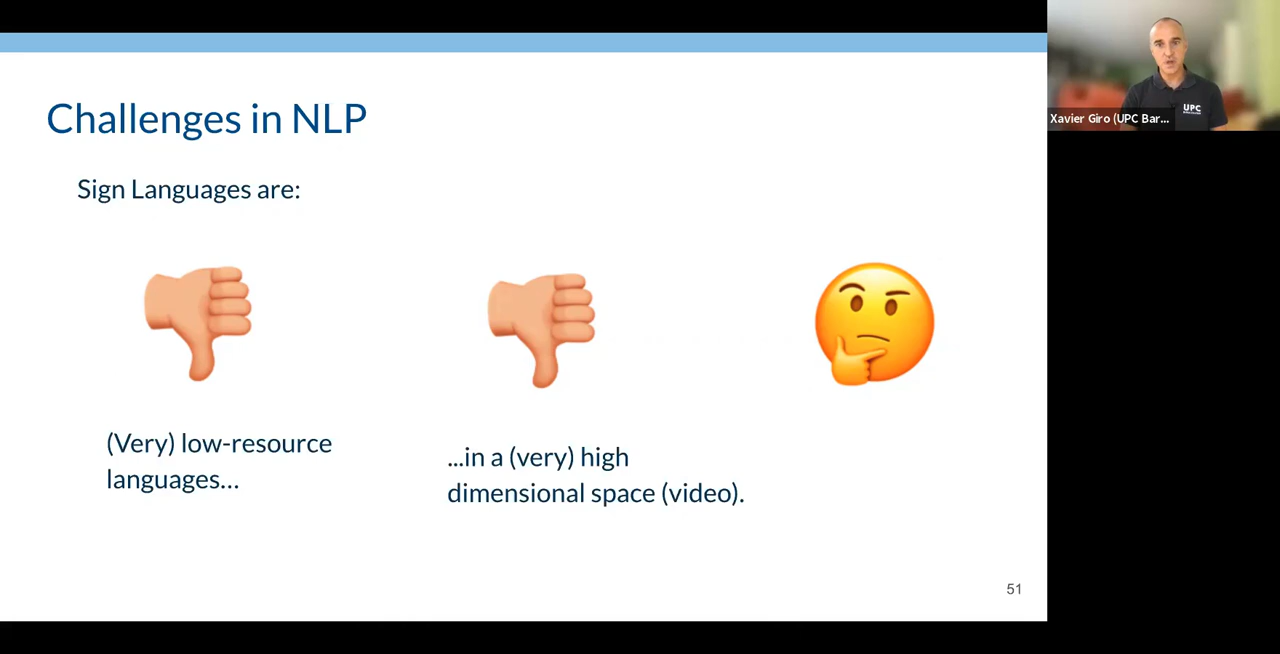 Challenges in NLP
Sign Languages are:
(Very) low-resource
languages...
...in a (very) high
dimensional space (video).
51
UPC
Xavier Giro (UPC Bar...